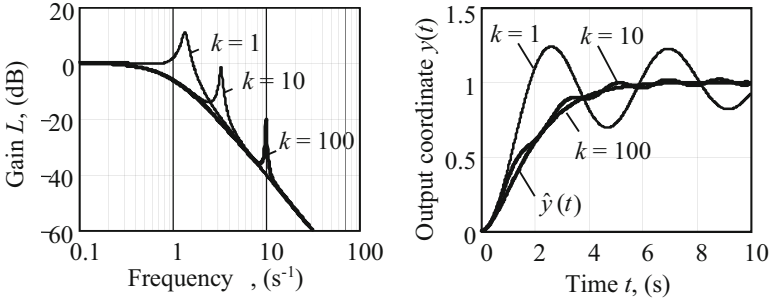 Gain L, (dB)
20
0
−20
−40
−60
k = 1
k = 10
k = 100
0.1
1
10
100
Frequency , (s-1)
Output coordinate y(t)
1.5
1
0.5
0
k = 1
k = 10
k = 100
ŷ (t)
0
2
4
6
8
10
Time t, (s)